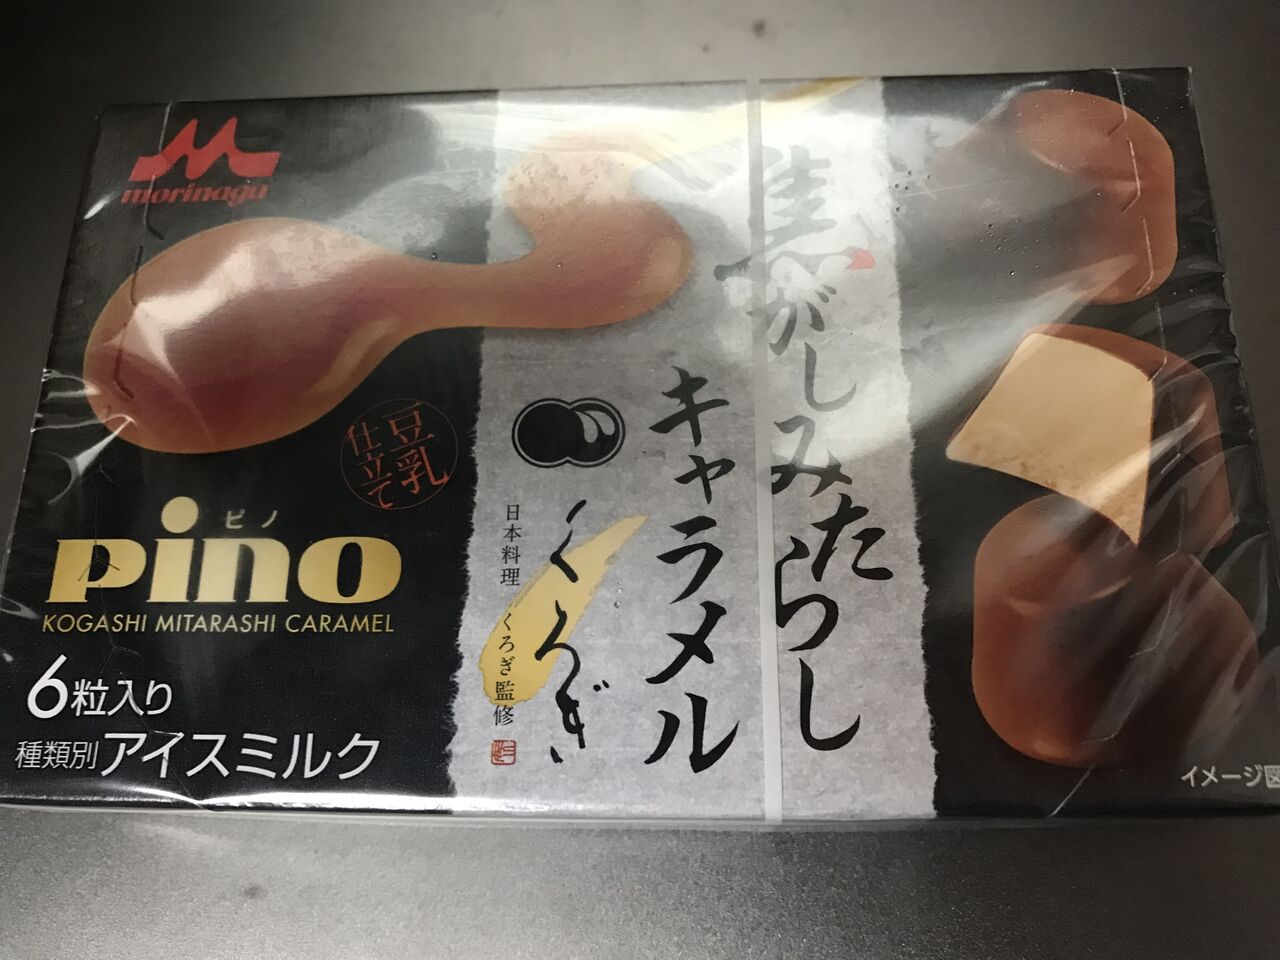 morinaga
焦がしみたらし
キャラメル
くろぎ
日本料理 くろぎ監修
豆乳
仕立て
ピノ
pino
KOGASHI MITARASHI CARAMEL
6粒入り
種類別 アイスミルク
イメージ図